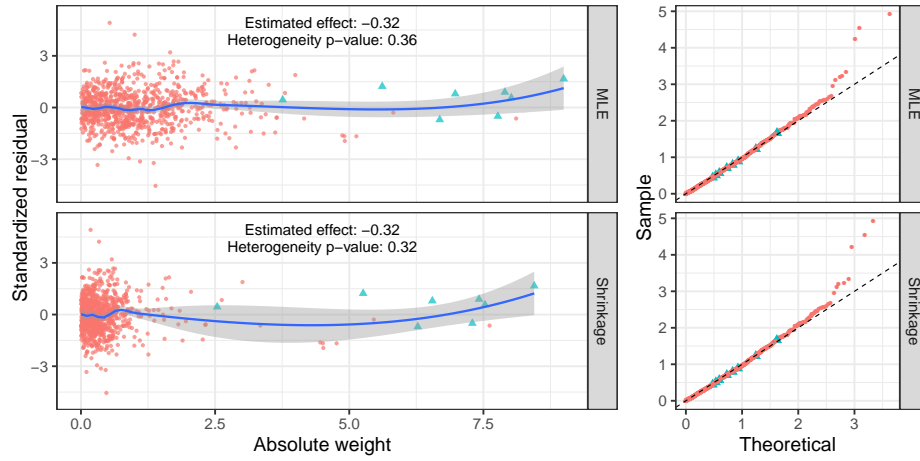 Estimated effect: −0.32
Heterogeneity p-value: 0.36
3
0
−3
MLE
Estimated effect: −0.32
Heterogeneity p-value: 0.32
3
0
−3
Shrinkage
0.0 2.5 5.0 7.5
Absolute weight
Standardized residual
5
4
3
2
1
0
MLE
5
4
3
2
1
0
Shrinkage
0 1 2 3
Theoretical
Sample